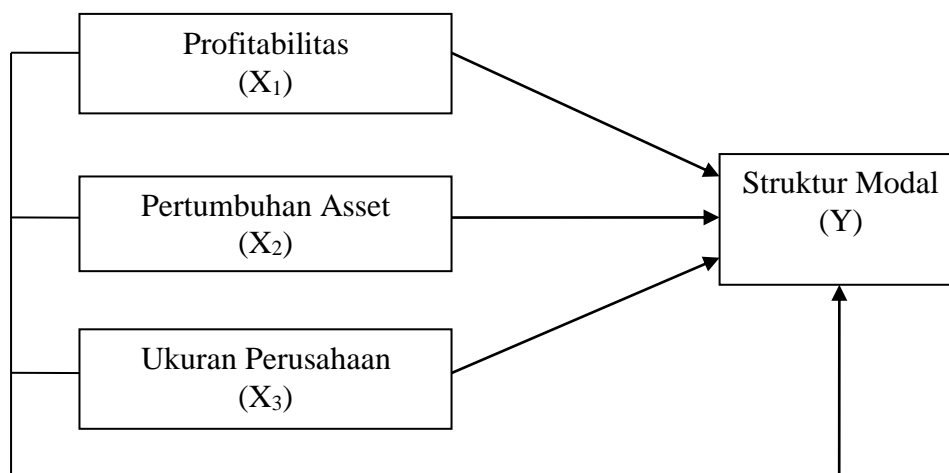 Profitabilitas
(X₁)
Pertumbuhan Asset
(X₂)
Ukuran Perusahaan
(X₃)
Struktur Modal
(Y)